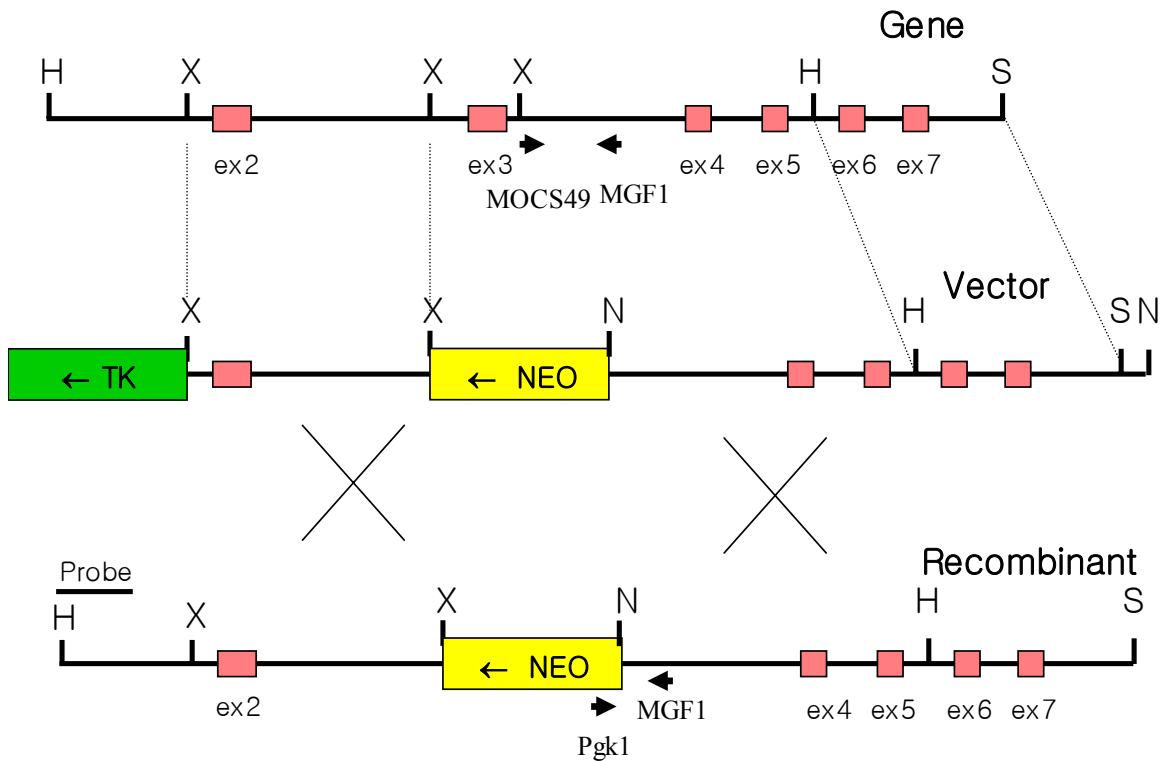 Gene
H X X X H S
ex2 ex3 ex4 ex5 ex6 ex7
MOCS49 MGF1
Vector
X X N H S N
← TK ← NEO
Recombinant
Probe
H X X N H S
← NEO
ex2 MGF1 ex4 ex5 ex6 ex7
Pgk1